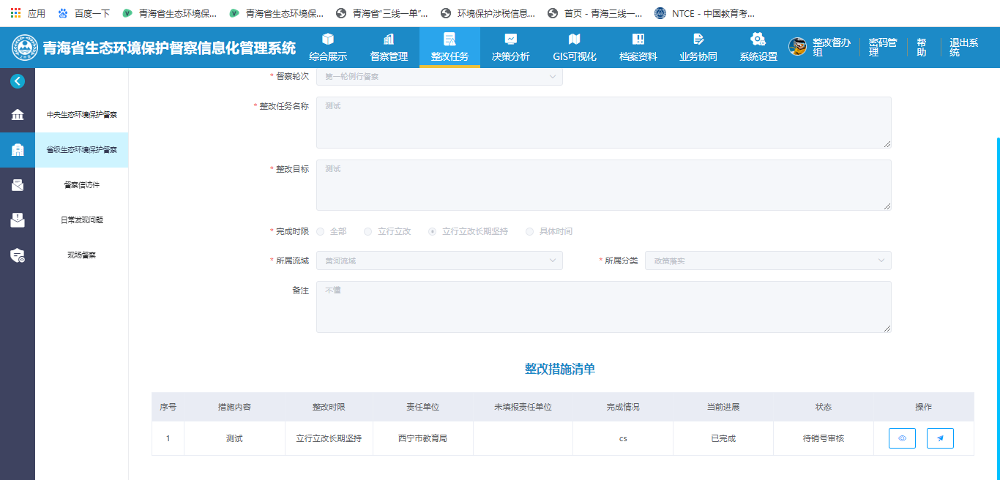 应用 百度一下 青海省生态环境保... 青海省生态环境保... 青海省“三线一单”... 环境保护涉税信息... 首页 - 青海三线一... NTCE - 中国教育考...
青海省生态环境保护督察信息化管理系统
综合展示 督察管理 整改任务 决策分析 GIS可视化 档案资料 业务协同 系统设置
整改督办组 密码管理 帮助 退出系统
中央生态环境保护督察
省级生态环境保护督察
督察信访件
日常发现问题
现场督察
* 督察轮次 第一轮例行督察
* 整改任务名称 测试
* 整改目标 测试
* 完成时限 全部 立行立改 立行立改长期坚持 具体时间
* 所属流域 黄河流域 * 所属分类 政策落实
备注 不懂
整改措施清单
序号 措施内容 整改时限 责任单位 未填报责任单位 完成情况 当前进展 状态 操作
1 测试 立行立改长期坚持 西宁市教育局 cs 已完成 待销号审核